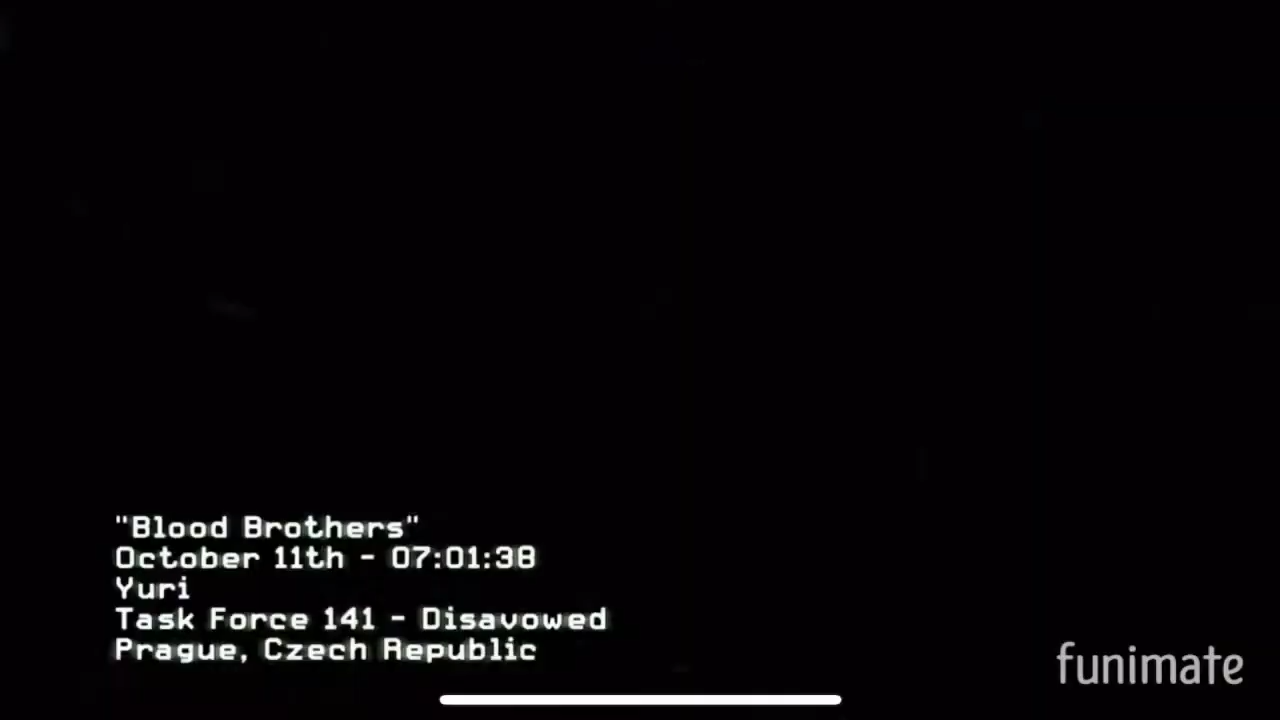 "Blood Brothers"
October 11th - 07:01:38
Yuri
Task Force 141 - Disavowed
Prague, Czech Republic
funimate